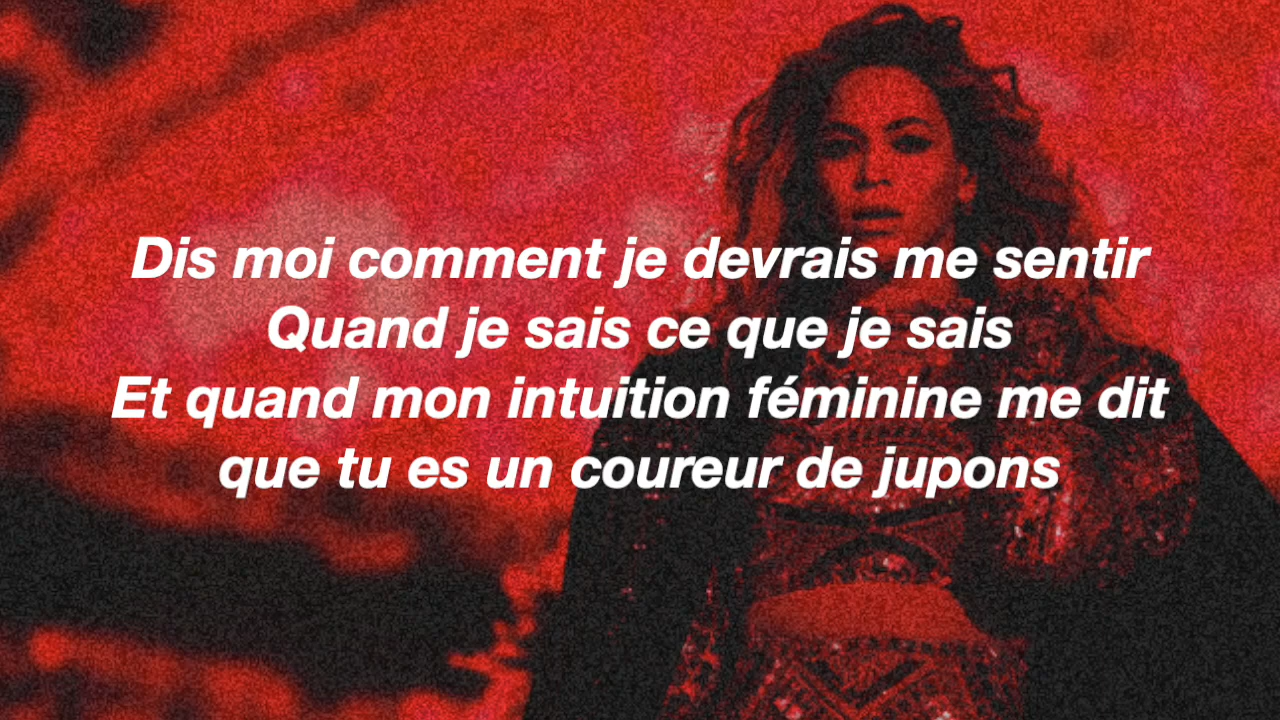 Dis moi comment je devrais me sentir
Quand je sais ce que je sais
Et quand mon intuition féminine me dit
que tu es un coureur de jupons